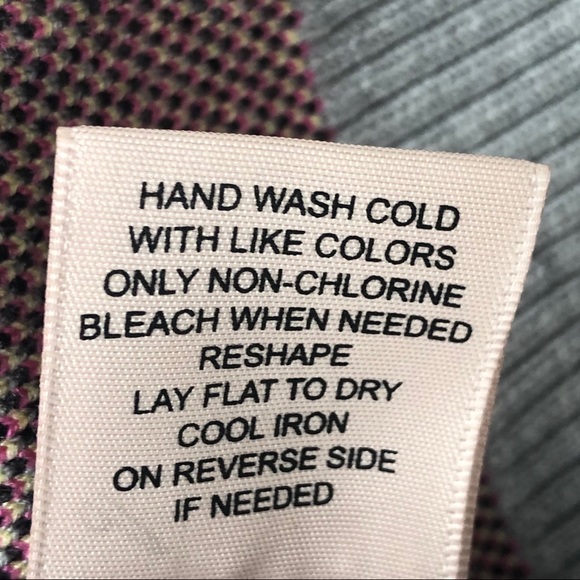 HAND WASH COLD
WITH LIKE COLORS
ONLY NON-CHLORINE
BLEACH WHEN NEEDED
RESHAPE
LAY FLAT TO DRY
COOL IRON
ON REVERSE SIDE
IF NEEDED